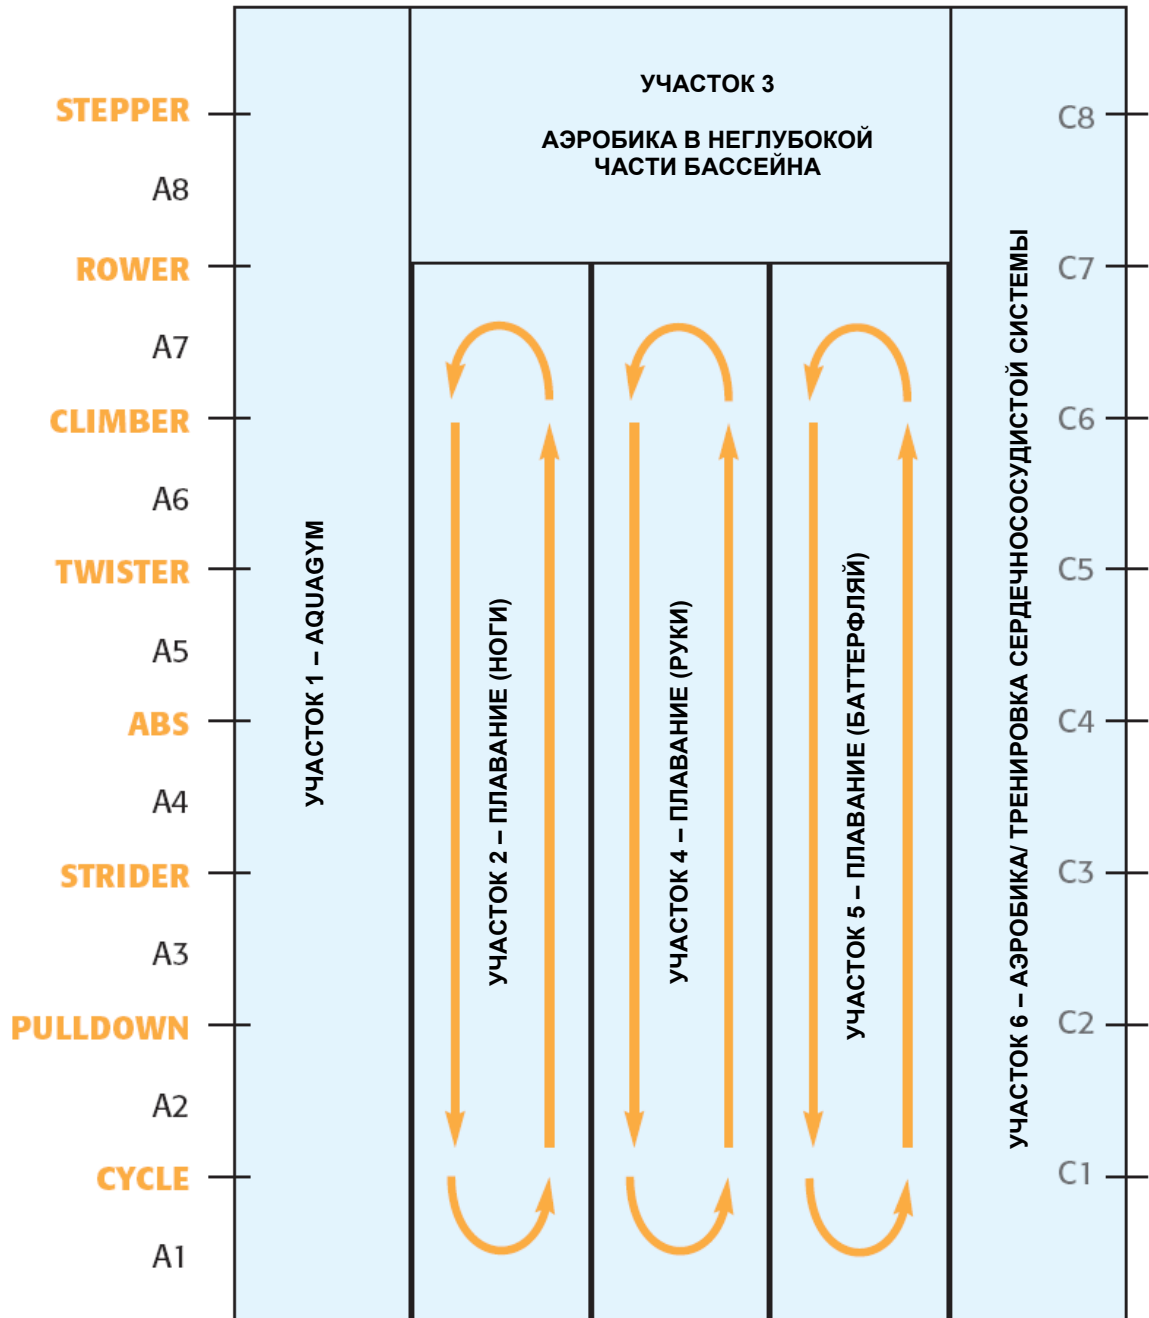 УЧАСТОК 3
АЭРОБИКА В НЕГЛУБОКОЙ
ЧАСТИ БАССЕЙНА
STEPPER
A8
ROWER
A7
CLIMBER
A6
TWISTER
A5
ABS
A4
STRIDER
A3
PULLDOWN
A2
CYCLE
A1
УЧАСТОК 1 – AQUAGYM
УЧАСТОК 2 – ПЛАВАНИЕ (НОГИ)
УЧАСТОК 4 – ПЛАВАНИЕ (РУКИ)
УЧАСТОК 5 – ПЛАВАНИЕ (БАТТЕРФЛЯЙ)
УЧАСТОК 6 – АЭРОБИКА/ ТРЕНИРОВКА СЕРДЕЧНОСОСУДИСТОЙ СИСТЕМЫ
C8
C7
C6
C5
C4
C3
C2
C1